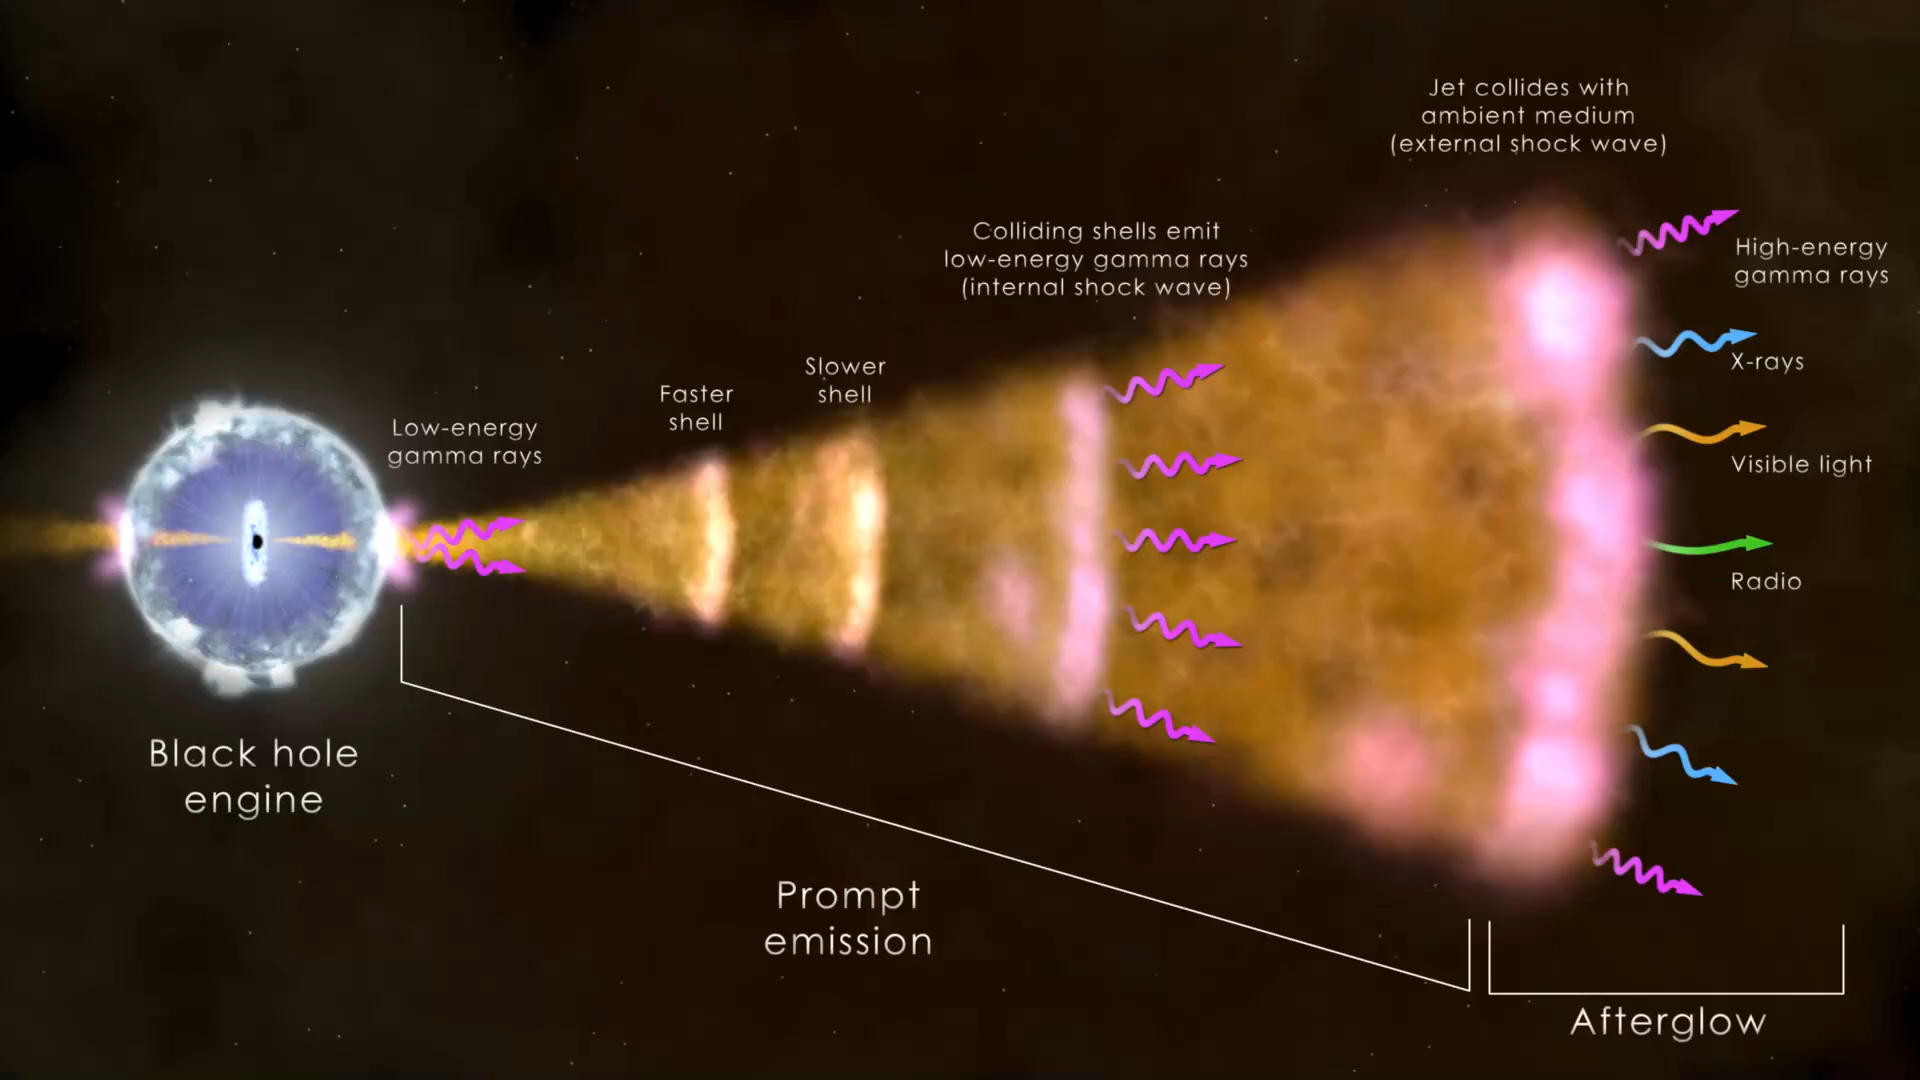 Jet collides with
ambient medium
(external shock wave)
Colliding shells emit
low-energy gamma rays
(internal shock wave)
High-energy
gamma rays
Slower
shell
X-rays
Faster
shell
Low-energy
gamma rays
Visible light
Radio
Black hole
engine
Prompt
emission
Afterglow